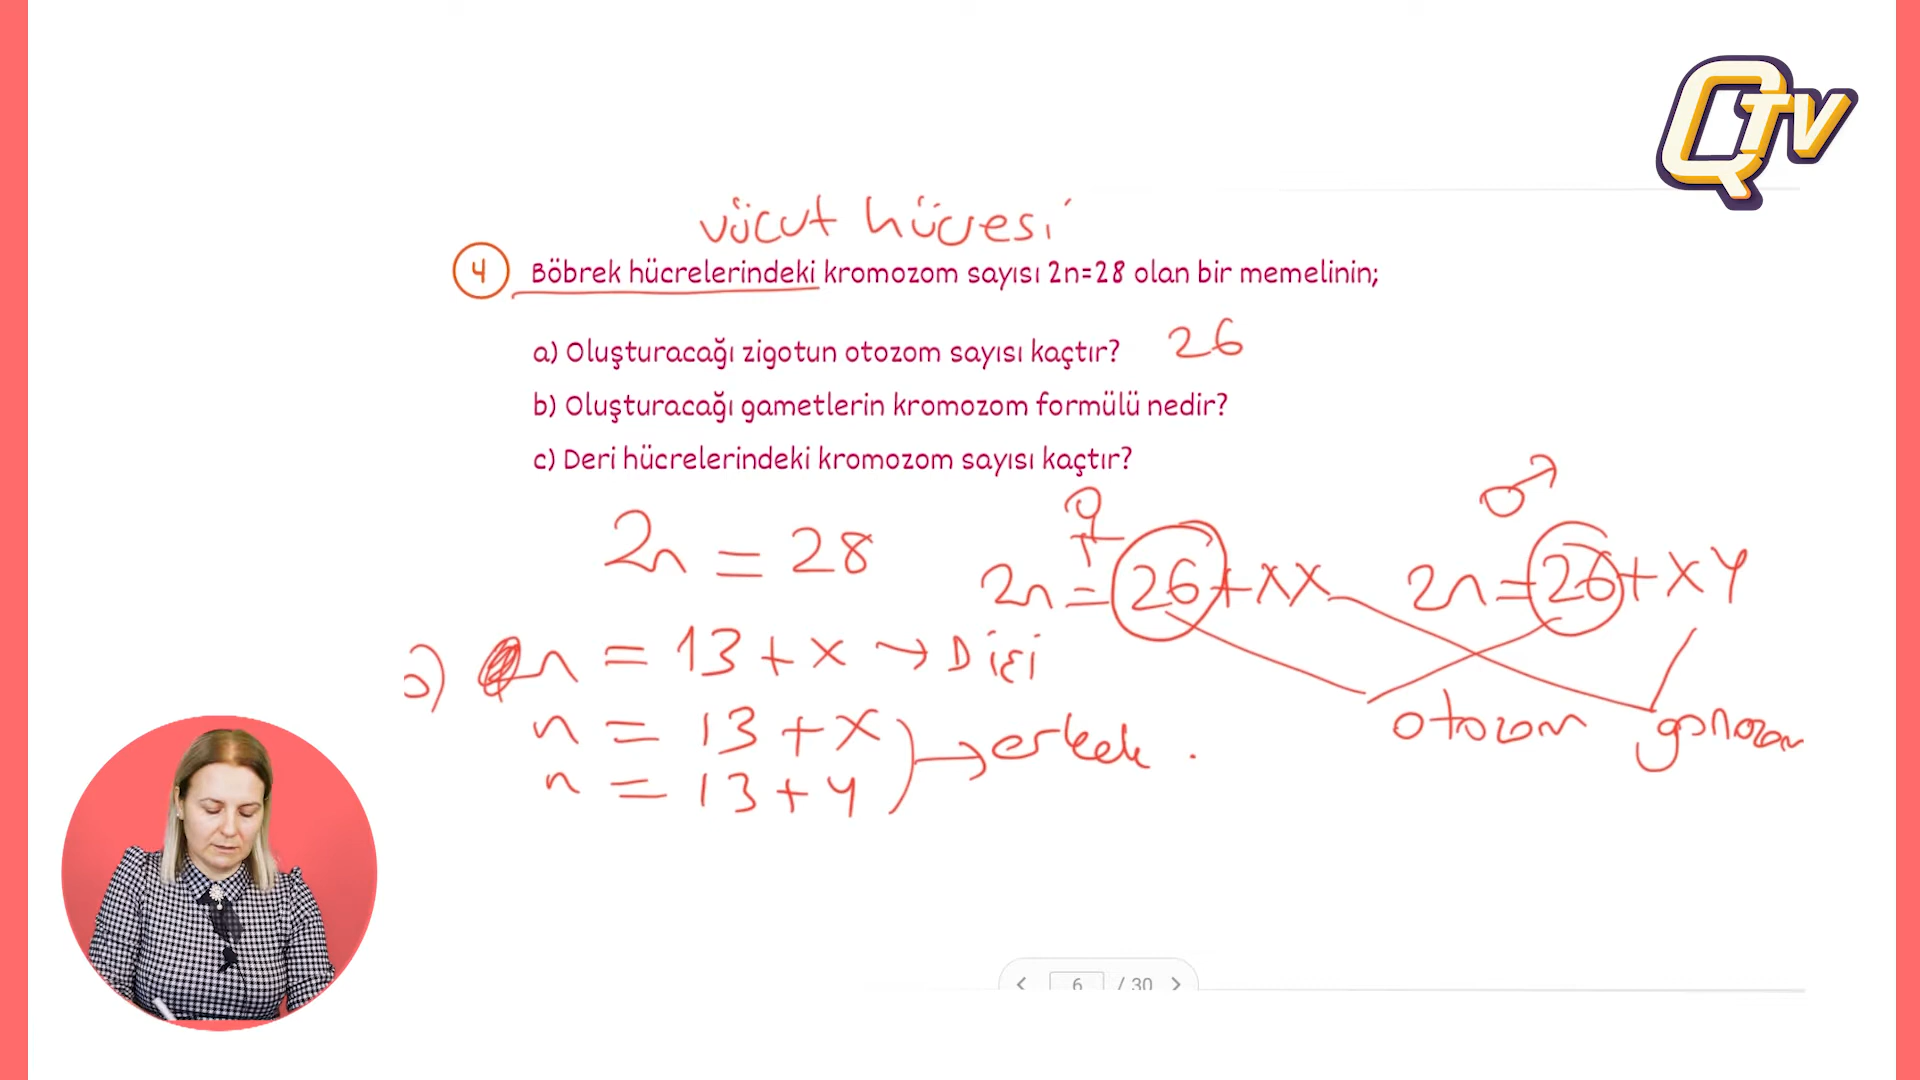 QTV
vücut hücresi
4 Böbrek hücrelerindeki kromozom sayısı 2n=28 olan bir memelinin;
a) Oluşturacağı zigotun otozom sayısı kaçtır? 26
b) Oluşturacağı gametlerin kromozom formülü nedir?
c) Deri hücrelerindeki kromozom sayısı kaçtır?
2n = 28
♀ ♂
2n = 26 + XX 2n = 26 + XY
n = 13 + X → Dişi
n = 13 + X
n = 13 + Y → erkek .
otozom gonozom
6 / 30